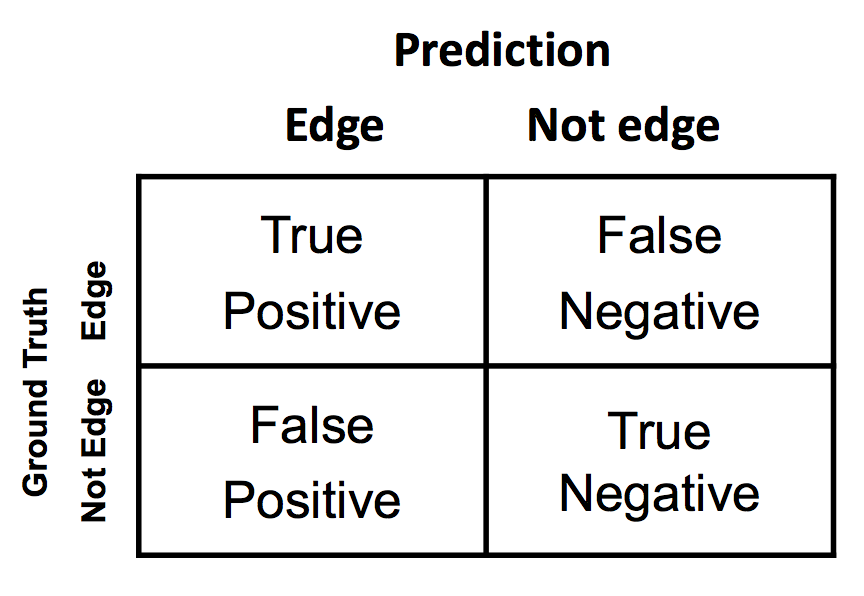 Prediction
Edge Not edge
True False
Positive Negative
Ground Truth
Edge
Not Edge
False True
Positive Negative